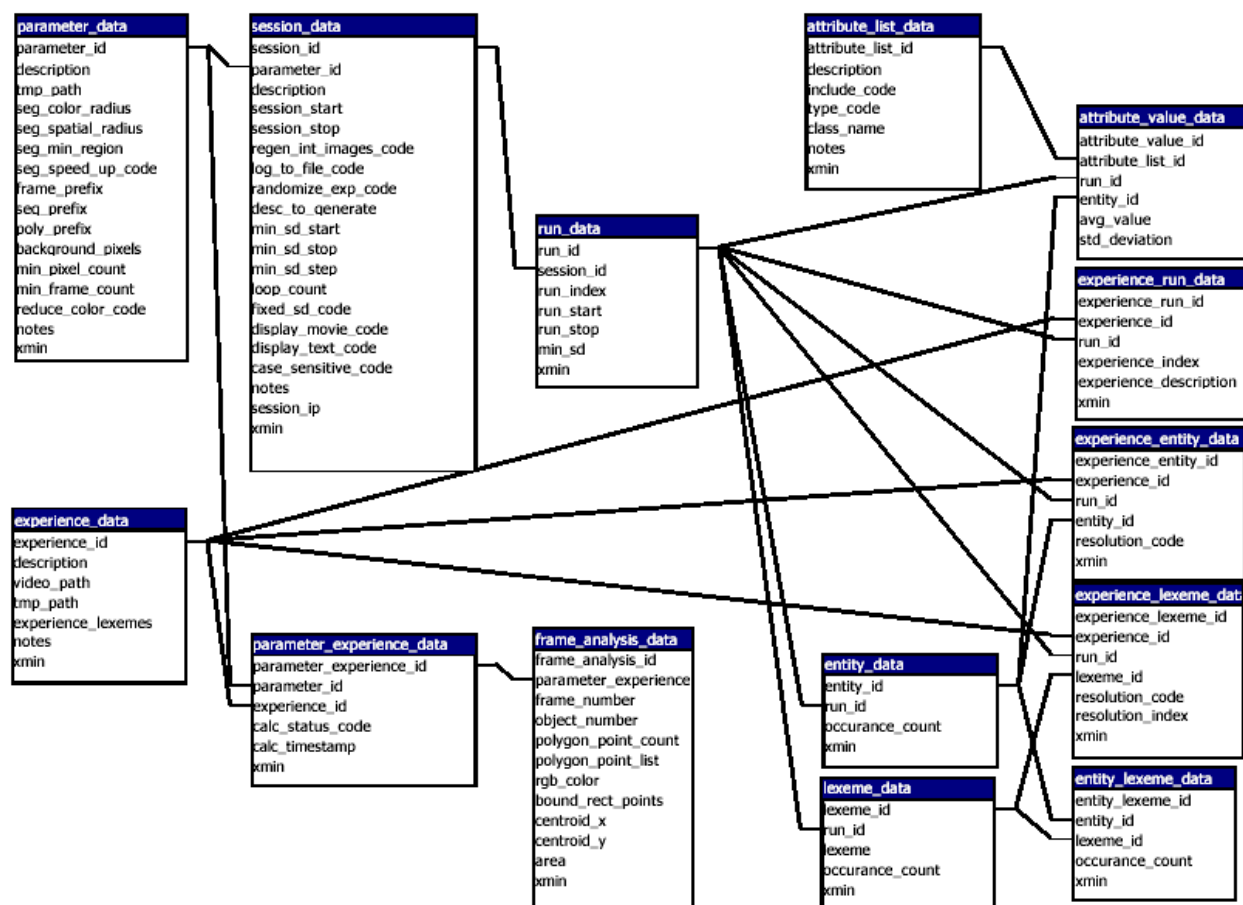 parameter_data
parameter_id
description
tmp_path
seg_color_radius
seg_spatial_radius
seg_min_region
seg_speed_up_code
frame_prefix
seg_prefix
poly_prefix
background_pixels
min_pixel_count
min_frame_count
reduce_color_code
notes
xmin
session_data
session_id
parameter_id
description
session_start
session_stop
regen_int_images_code
log_to_file_code
randomize_exp_code
desc_to_generate
min_sd_start
min_sd_stop
min_sd_step
loop_count
fixed_sd_code
display_movie_code
display_text_code
case_sensitive_code
notes
session_ip
xmin
run_data
run_id
session_id
run_index
run_start
run_stop
min_sd
xmin
attribute_list_data
attribute_list_id
description
include_code
type_code
class_name
notes
xmin
attribute_value_data
attribute_value_id
attribute_list_id
run_id
entity_id
avg_value
std_deviation
experience_run_data
experience_run_id
experience_id
run_id
experience_index
experience_description
xmin
experience_entity_data
experience_entity_id
experience_id
run_id
entity_id
resolution_code
xmin
experience_lexeme_dat
experience_lexeme_id
experience_id
run_id
lexeme_id
resolution_code
resolution_index
xmin
experience_data
experience_id
description
video_path
tmp_path
experience_lexemes
notes
xmin
parameter_experience_data
parameter_experience_id
parameter_id
experience_id
calc_status_code
calc_timestamp
xmin
frame_analysis_data
frame_analysis_id
parameter_experience
frame_number
object_number
polygon_point_count
polygon_point_list
rgb_color
bound_rect_points
centroid_x
centroid_y
area
xmin
entity_data
entity_id
run_id
occurance_count
xmin
lexeme_data
lexeme_id
run_id
lexeme
occurance_count
xmin
entity_lexeme_data
entity_lexeme_id
entity_id
lexeme_id
occurance_count
xmin